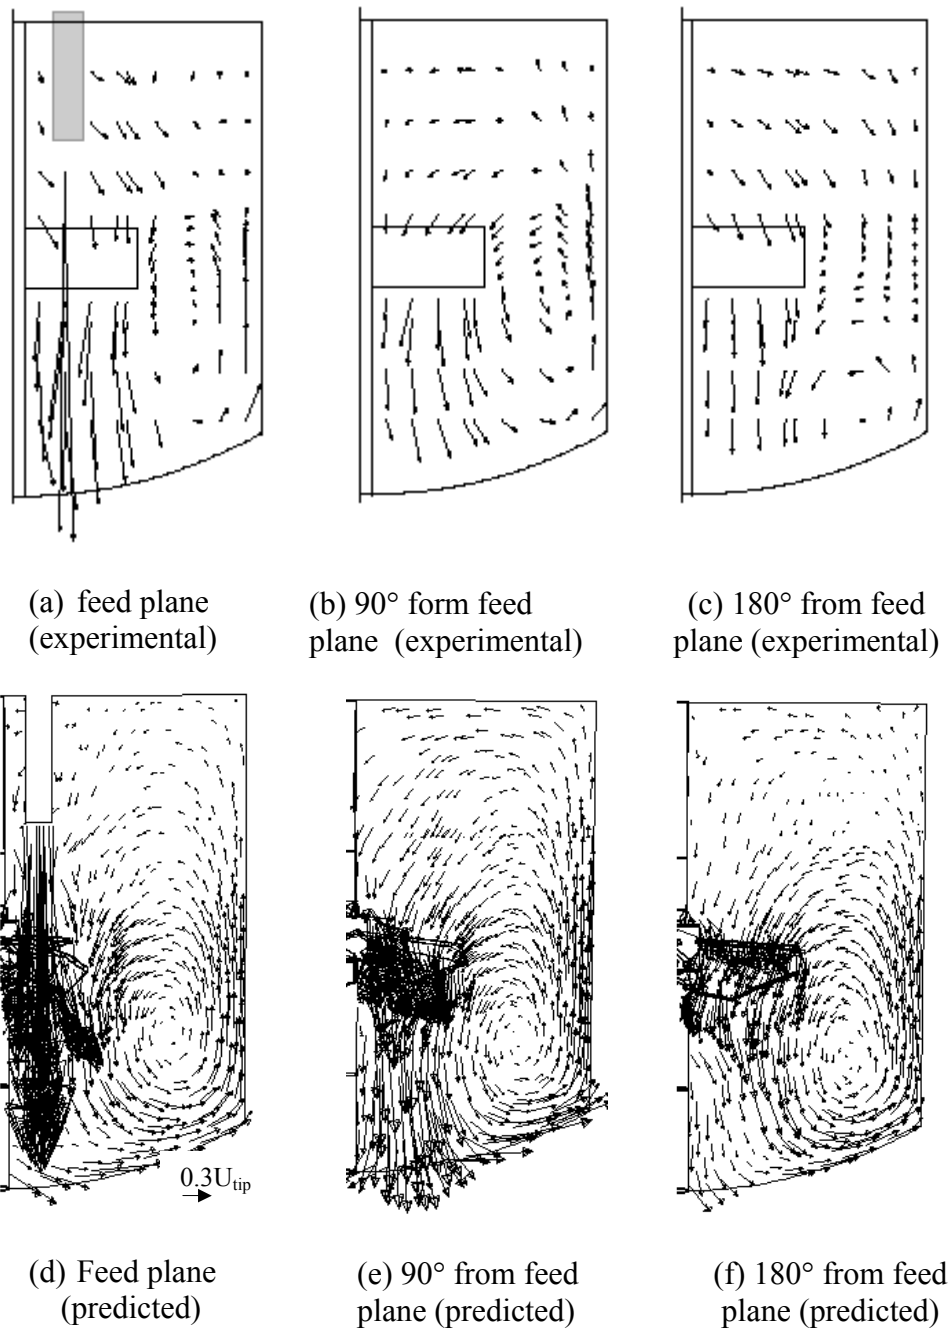 (a) feed plane
(experimental)
(b) 90° form feed
plane (experimental)
(c) 180° from feed
plane (experimental)
0.3Utip
(d) Feed plane
(predicted)
(e) 90° from feed
plane (predicted)
(f) 180° from feed
plane (predicted)